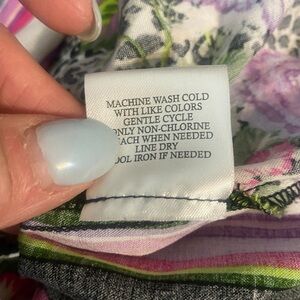 MACHINE WASH COLD
WITH LIKE COLORS
GENTLE CYCLE
ONLY NON-CHLORINE
EACH WHEN NEEDED
LINE DRY
OOL IRON IF NEEDED